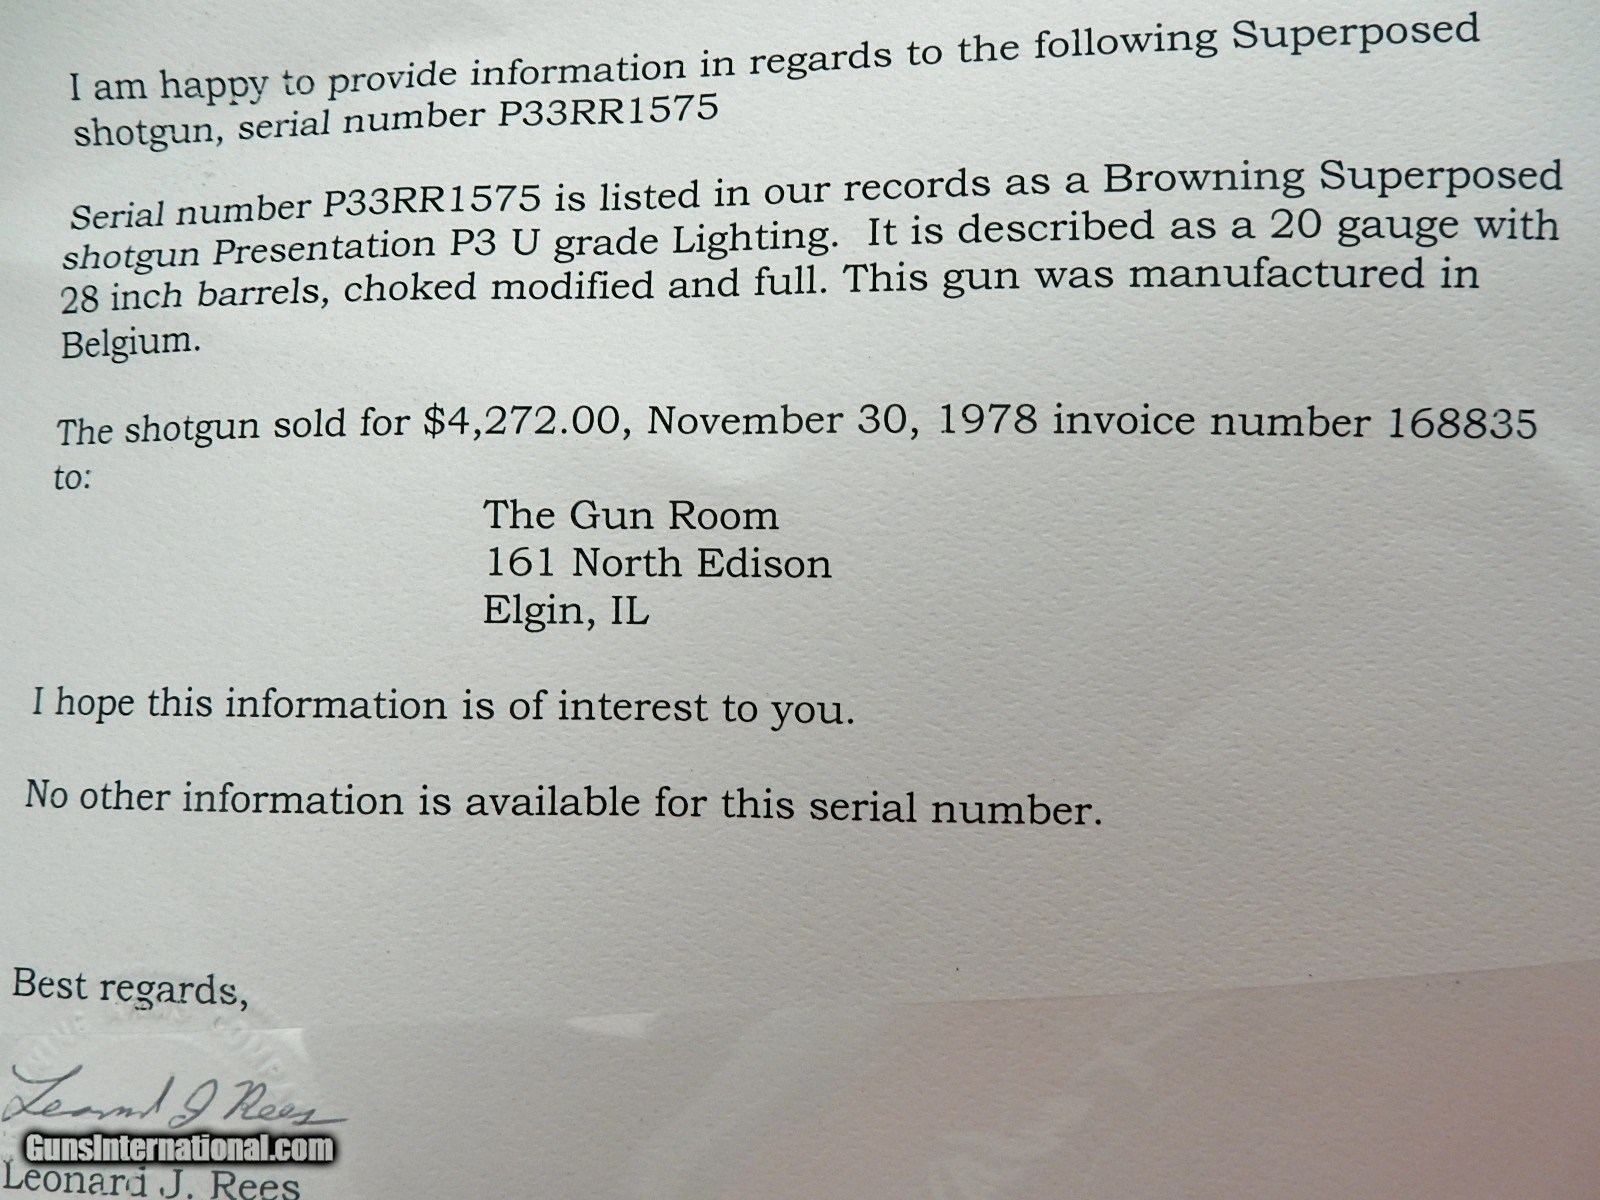 I am happy to provide information in regards to the following Superposed
shotgun, serial number P33RR1575
Serial number P33RR1575 is listed in our records as a Browning Superposed
shotgun Presentation P3 U grade Lighting. It is described as a 20 gauge with
28 inch barrels, choked modified and full. This gun was manufactured in
Belgium.
The shotgun sold for $4,272.00, November 30, 1978 invoice number 168835
to:
The Gun Room
161 North Edison
Elgin, IL
I hope this information is of interest to you.
No other information is available for this serial number.
Best regards,
Leonard J Rees
GunsInternational.com
Leonard J. Rees